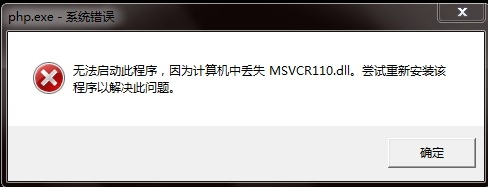 php.exe - 系统错误
无法启动此程序，因为计算机中丢失 MSVCR110.dll。尝试重新安装该
程序以解决此问题。
确定